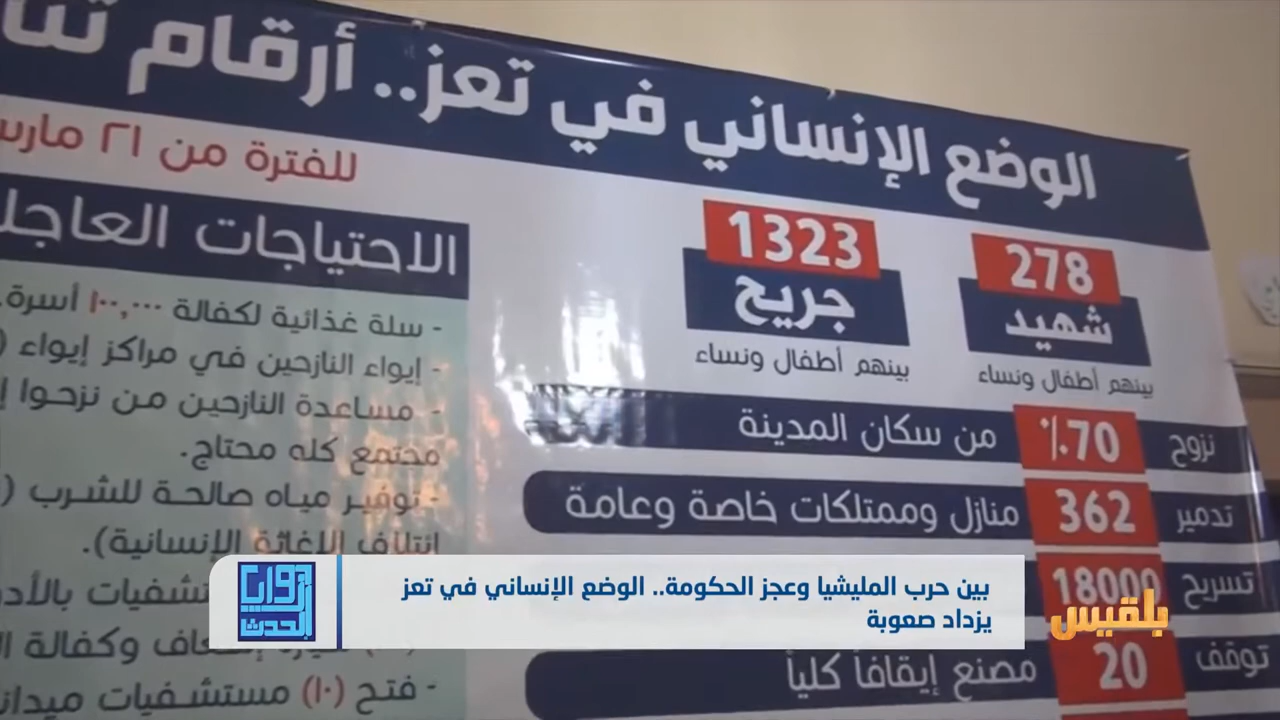 الوضع الإنساني في تعز.. أرقام
للفترة من ٢١ مارس
278
شهيد
بينهم أطفال ونساء
1323
جريح
بينهم أطفال ونساء
نزوح 70٪ من سكان المدينة
تدمير 362 منازل وممتلكات خاصة وعامة
تسريح 18000
توقف 20 مصنع إيقافاً كلياً
الاحتياجات
- سلة غذائية لكفالة ١٠٠,٠٠٠ أسرة.
- إيواء النازحين في مراكز إيواء (
- مساعدة النازحين من نزحوا
مجتمع كله محتاج.
- توفير مياه صالحة للشرب (
ائتلاف الإغاثة الإنسانية).
وكفالة
- فتح (١٠) مستشفيات
زوايا الحدث
بين حرب المليشيا وعجز الحكومة.. الوضع الإنساني في تعز
يزداد صعوبة
بلقيس